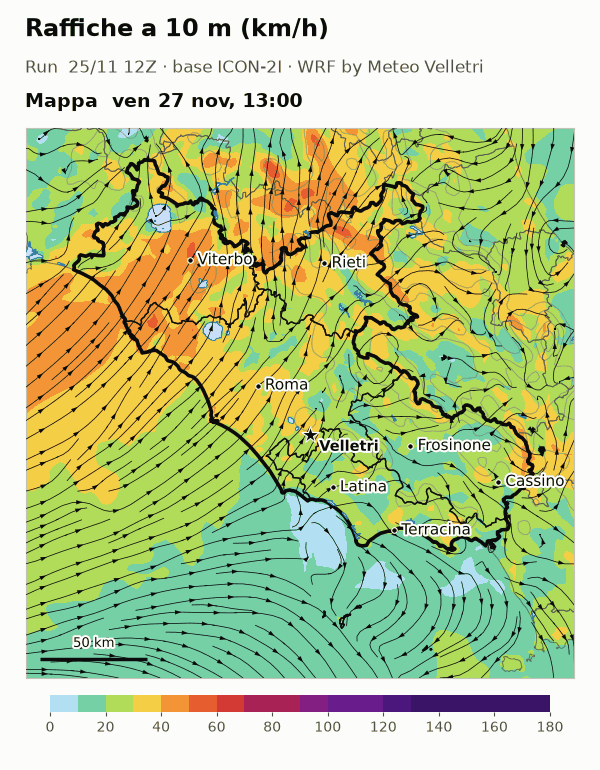 Raffiche a 10 m (km/h)
Run  25/11 12Z · base ICON-2I · WRF by Meteo Velletri
Mappa  ven 27 nov, 13:00
Viterbo
Rieti
Roma
Velletri
Frosinone
Latina
Cassino
Terracina
50 km
0 20 40 60 80 100 120 140 160 180